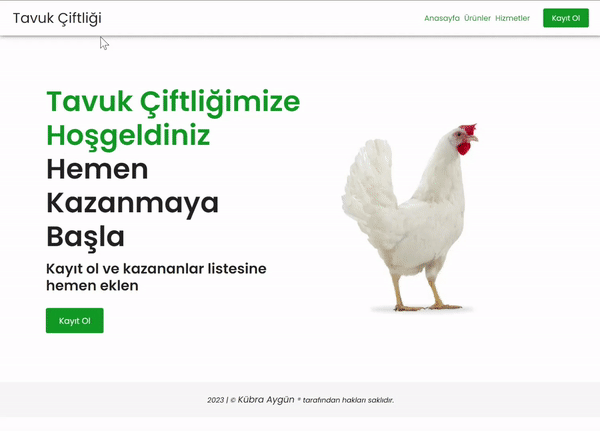 Tavuk Çiftliği
Anasayfa Ürünler Hizmetler Kayıt Ol
Tavuk Çiftliğimize
Hoşgeldiniz
Hemen
Kazanmaya
Başla
Kayıt ol ve kazananlar listesine
hemen eklen
Kayıt Ol
2023 | © Kübra Aygün ® tarafından hakları saklıdır.